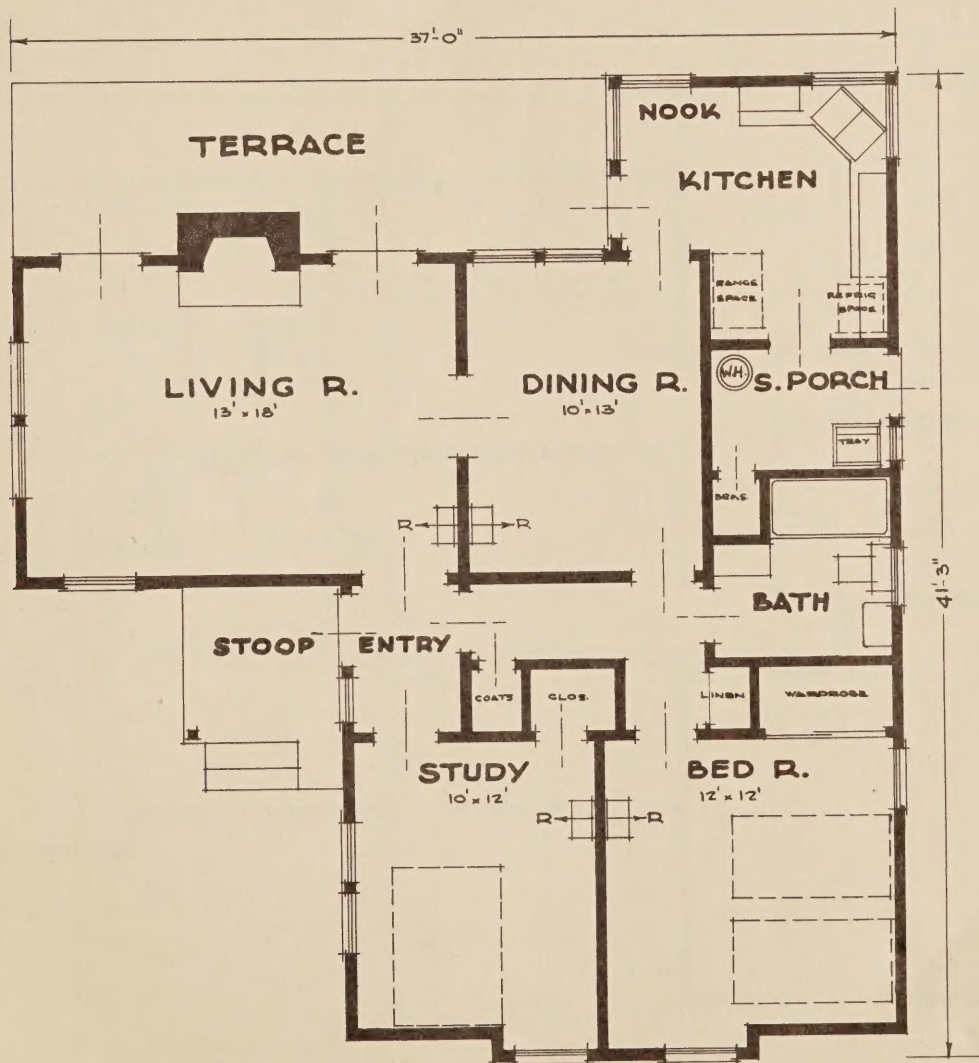 37'-0"
NOOK
TERRACE
KITCHEN
RANGE
SPACE
REFRIG
SPACE
LIVING R.
13' x 18'
DINING R.
10' x 13'
W.H.
S. PORCH
TRAY
BRKS.
R
R
41'-3"
BATH
STOOP
ENTRY
COATS
CLOS.
LINEN
WARDROBE
STUDY
10' x 12'
BED R.
12' x 12'
R
R